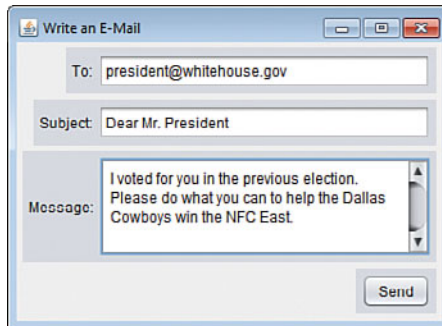 Write an E-Mail
To: president@whitehouse.gov
Subject: Dear Mr. President
Message: I voted for you in the previous election.
Please do what you can to help the Dallas
Cowboys win the NFC East.
Send